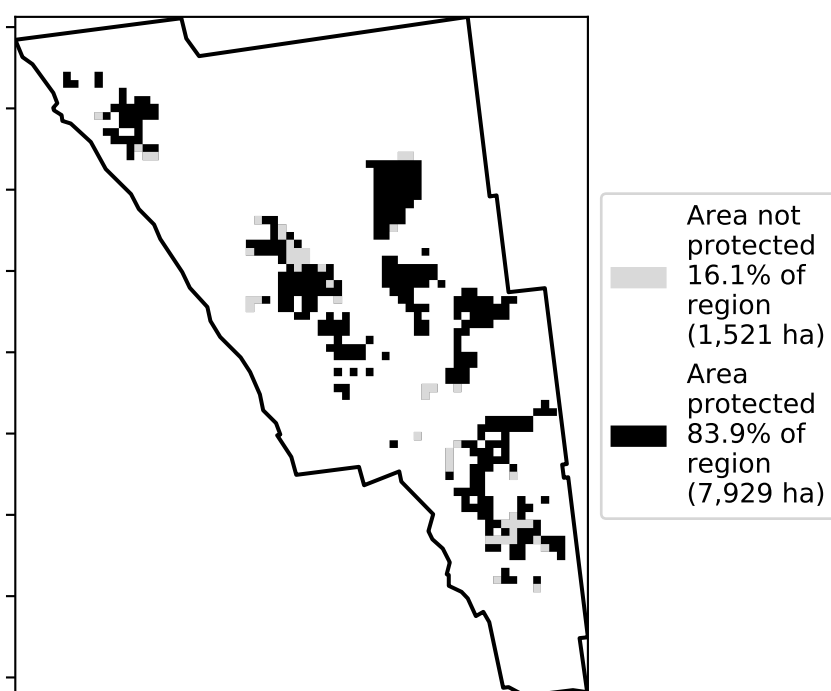 Area not
protected
16.1% of
region
(1,521 ha)
Area
protected
83.9% of
region
(7,929 ha)